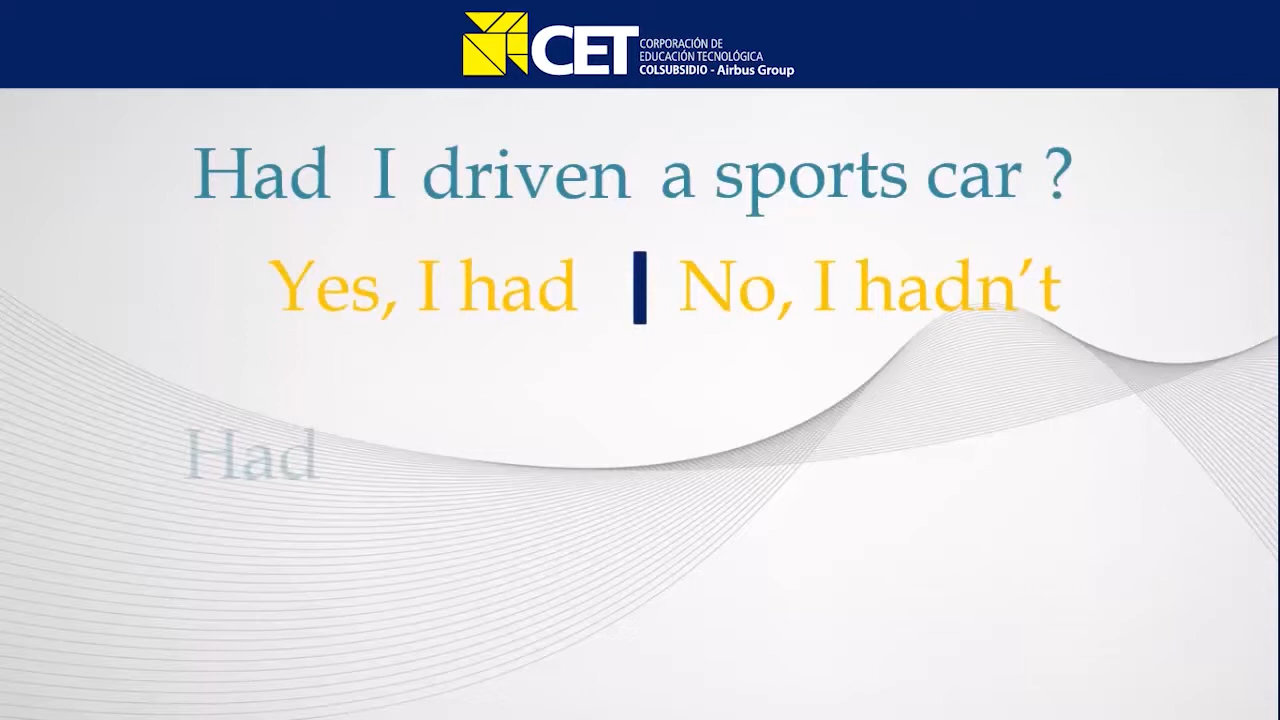 CET
CORPORACIÓN DE
EDUCACIÓN TECNOLÓGICA
COLSUBSIDIO - Airbus Group
Had I driven a sports car ?
Yes, I had | No, I hadn’t
Had